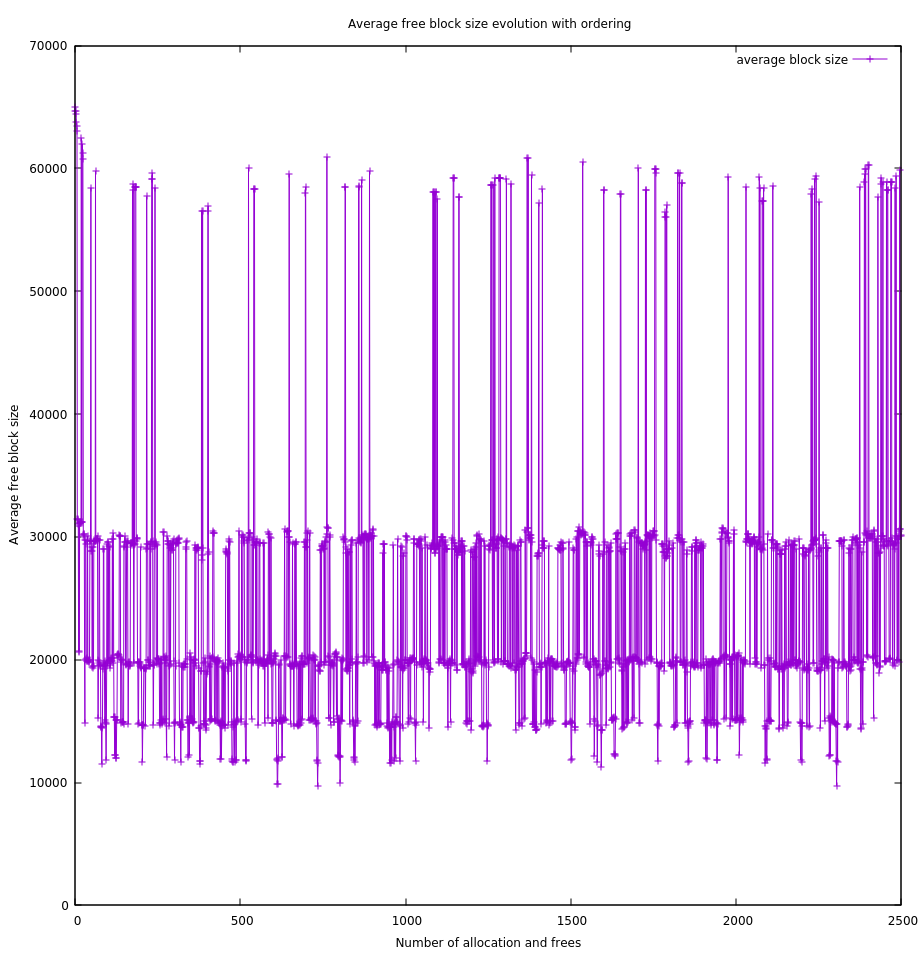 Average free block size evolution with ordering
70000
average block size
60000
50000
40000
Average free block size
30000
20000
10000
0
0 500 1000 1500 2000 2500
Number of allocation and frees